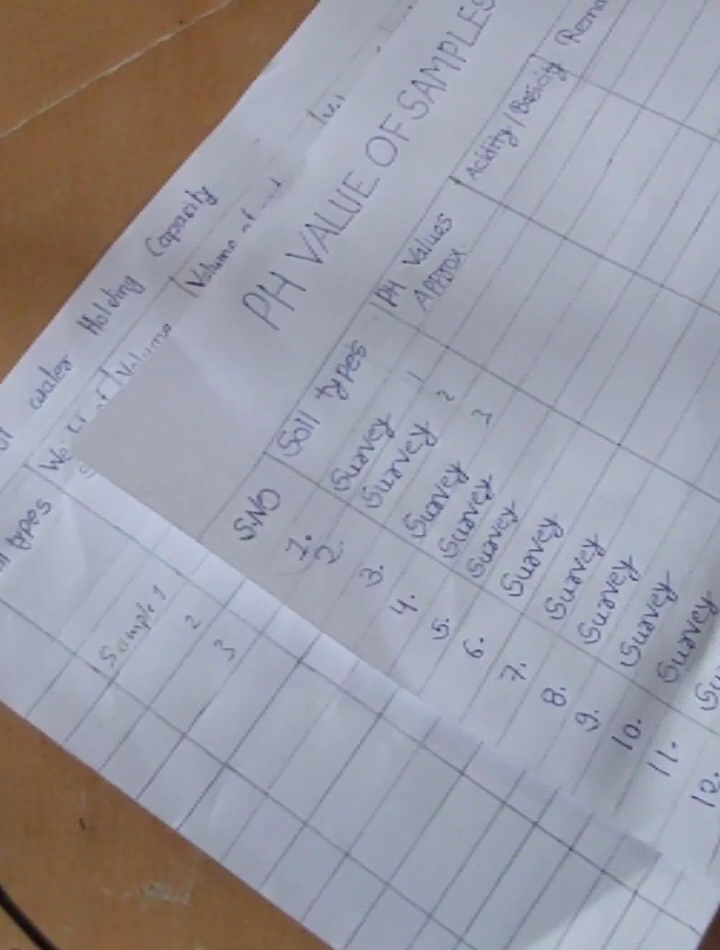 PH VALUE OF SAMPLES
S.NO Soil types PH Values Approx Acidity / Basicity
1. Survey 1
2. Survey 2
3. Survey 3
4. Survey
5. Survey
6. Survey
7. Survey
8. Survey
9. Survey
10. Survey
11. Survey
12.
water Holding Capacity
types Volume
Sample 1
2
3